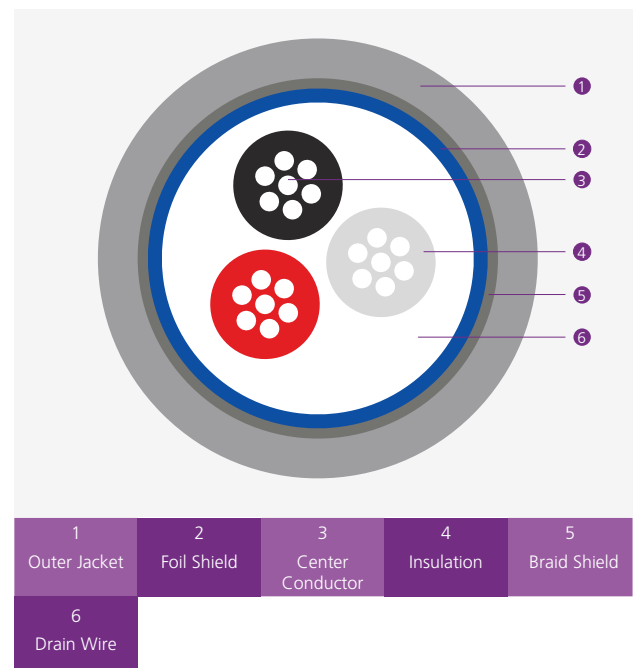 1
2
3
4
5
6
1
Outer Jacket
2
Foil Shield
3
Center
Conductor
4
Insulation
5
Braid Shield
6
Drain Wire